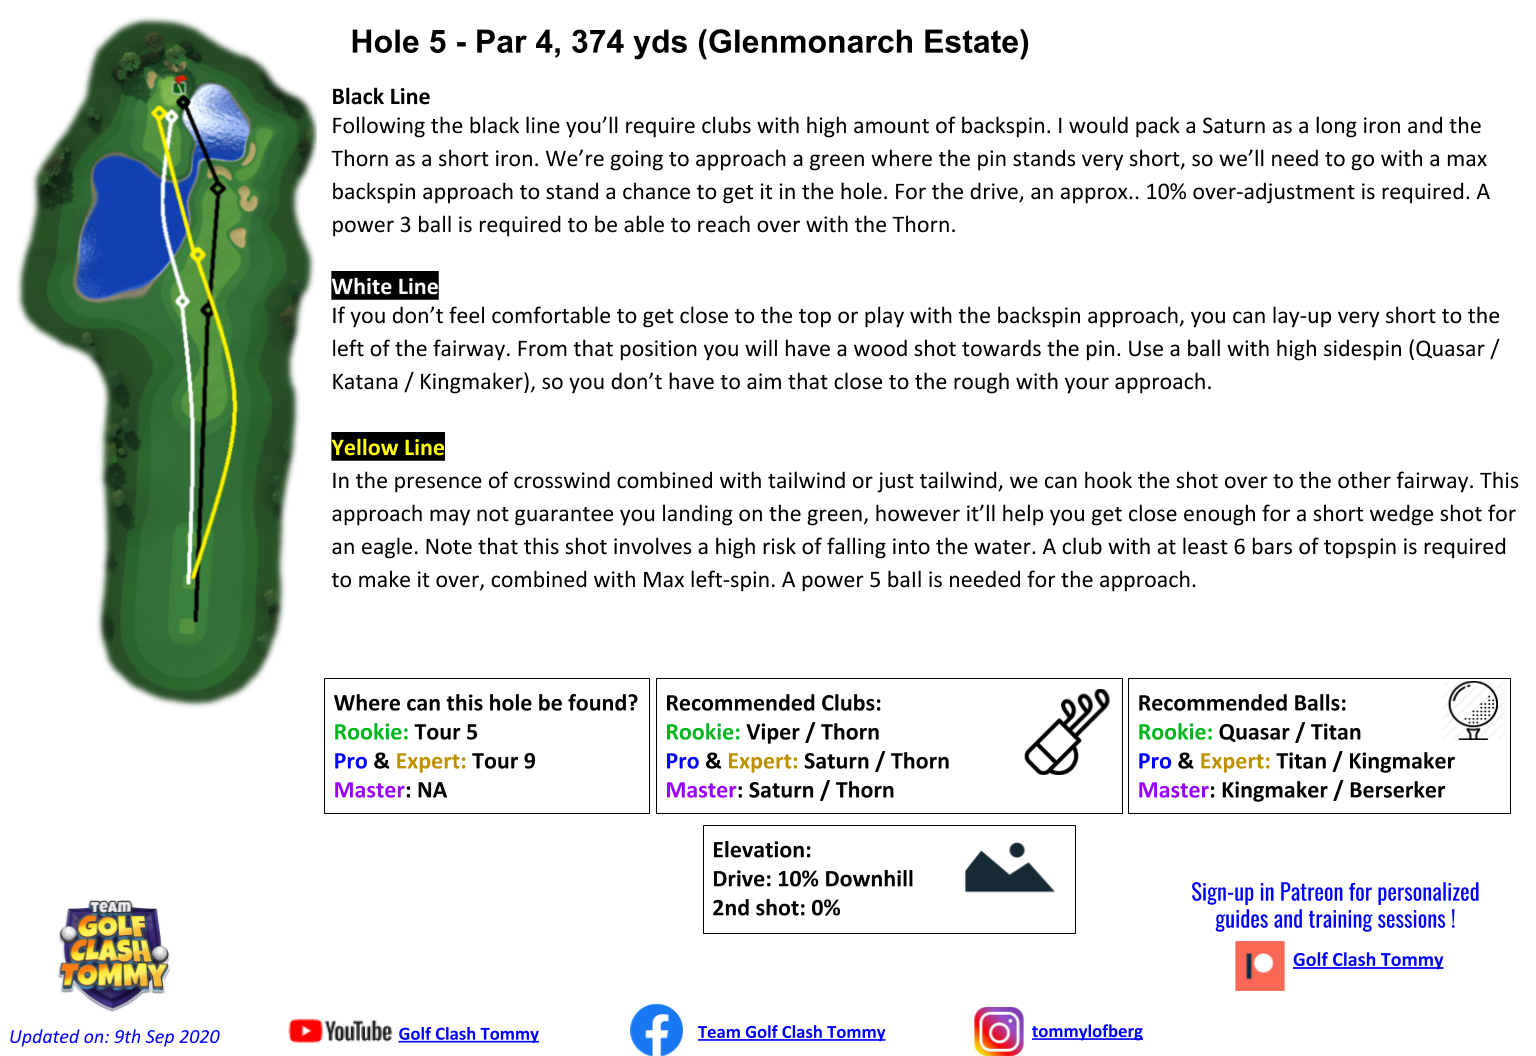 Hole 5 - Par 4, 374 yds (Glenmonarch Estate)
Black Line
Following the black line you’ll require clubs with high amount of backspin. I would pack a Saturn as a long iron and the
Thorn as a short iron. We’re going to approach a green where the pin stands very short, so we’ll need to go with a max
backspin approach to stand a chance to get it in the hole. For the drive, an approx.. 10% over-adjustment is required. A
power 3 ball is required to be able to reach over with the Thorn.
White Line
If you don’t feel comfortable to get close to the top or play with the backspin approach, you can lay-up very short to the
left of the fairway. From that position you will have a wood shot towards the pin. Use a ball with high sidespin (Quasar /
Katana / Kingmaker), so you don’t have to aim that close to the rough with your approach.
Yellow Line
In the presence of crosswind combined with tailwind or just tailwind, we can hook the shot over to the other fairway. This
approach may not guarantee you landing on the green, however it’ll help you get close enough for a short wedge shot for
an eagle. Note that this shot involves a high risk of falling into the water. A club with at least 6 bars of topspin is required
to make it over, combined with Max left-spin. A power 5 baIl is needed for the approach.
Where can this hole be found?
Rookie: Tour 5
Pro & Expert: Tour 9
Master: NA
Recommended Clubs:
Rookie: Viper / Thorn
Pro & Expert: Saturn / Thorn
Master: Saturn / Thorn
Recommended Balls:
Rookie: Quasar / Titan
Pro & Expert: Titan / Kingmaker
Master: Kingmaker / Berserker
Elevation:
Drive: 10% Downhill
2nd shot: 0%
Sign-up in Patreon for personalized
guides and training sessions !
Golf Clash Tommy
TEAM
GOLF
CLASH
TOMMY
Updated on: 9th Sep 2020
YouTube Golf Clash Tommy
Team Golf Clash Tommy
tommylofberg